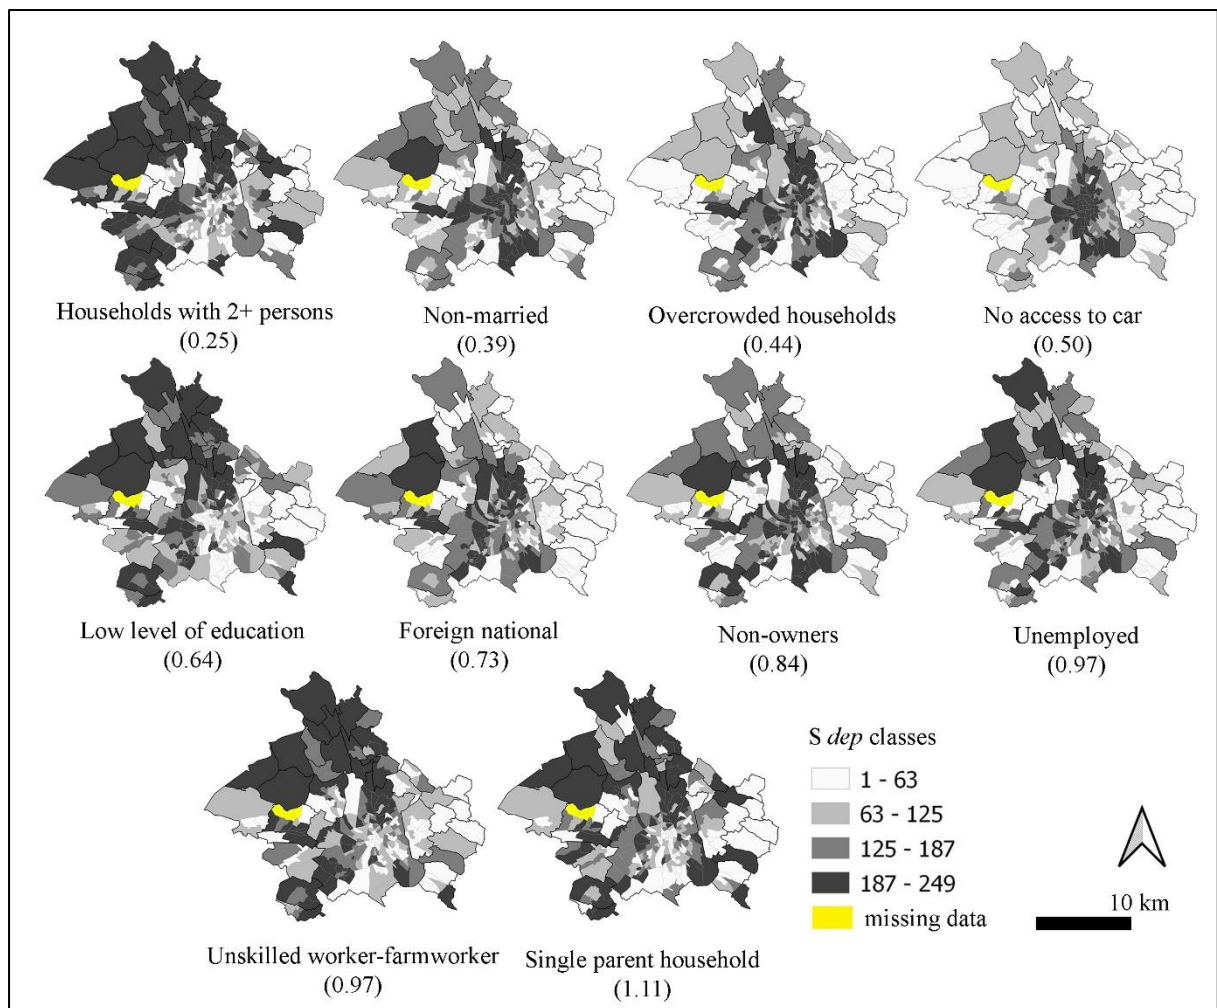 Households with 2+ persons
(0.25)
Non-married
(0.39)
Overcrowded households
(0.44)
No access to car
(0.50)
Low level of education
(0.64)
Foreign national
(0.73)
Non-owners
(0.84)
Unemployed
(0.97)
Unskilled worker-farmworker
(0.97)
Single parent household
(1.11)
S dep classes
1 - 63
63 - 125
125 - 187
187 - 249
missing data
10 km